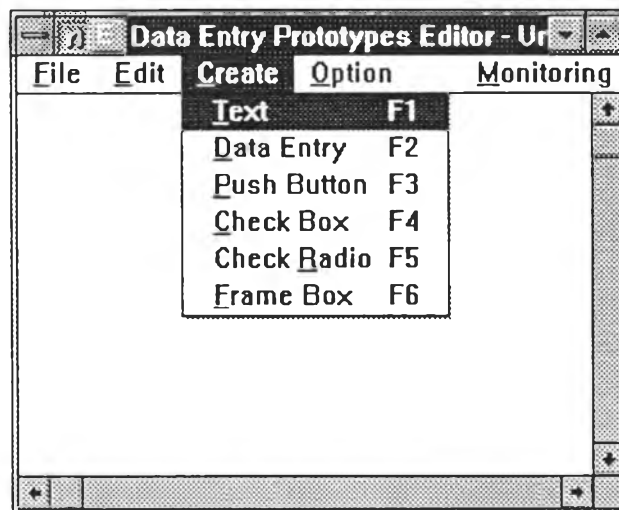 Data Entry Prototypes Editor - Ur
File Edit Create Option Monitoring
Text F1
Data Entry F2
Push Button F3
Check Box F4
Check Radio F5
Frame Box F6